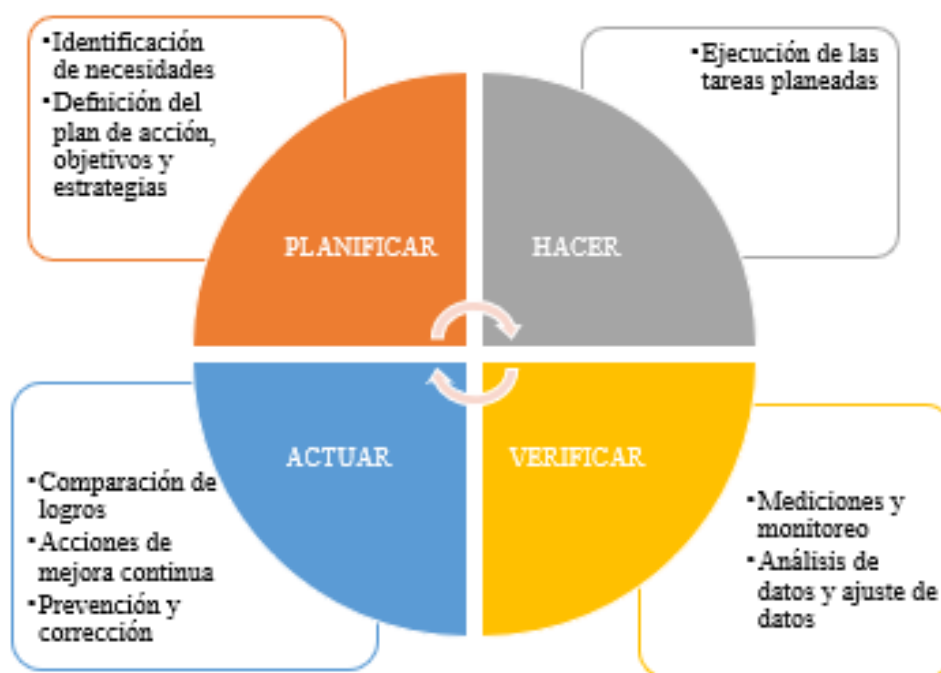 •Identificación
de necesidades
•Definición del
plan de acción,
objetivos y
estrategias
•Ejecución de las
tareas planeadas
PLANIFICAR
HACER
ACTUAR
VERIFICAR
•Comparación de
logros
•Acciones de
mejora continua
•Prevención y
corrección
•Mediciones y
monitoreo
•Análisis de
datos y ajuste de
datos